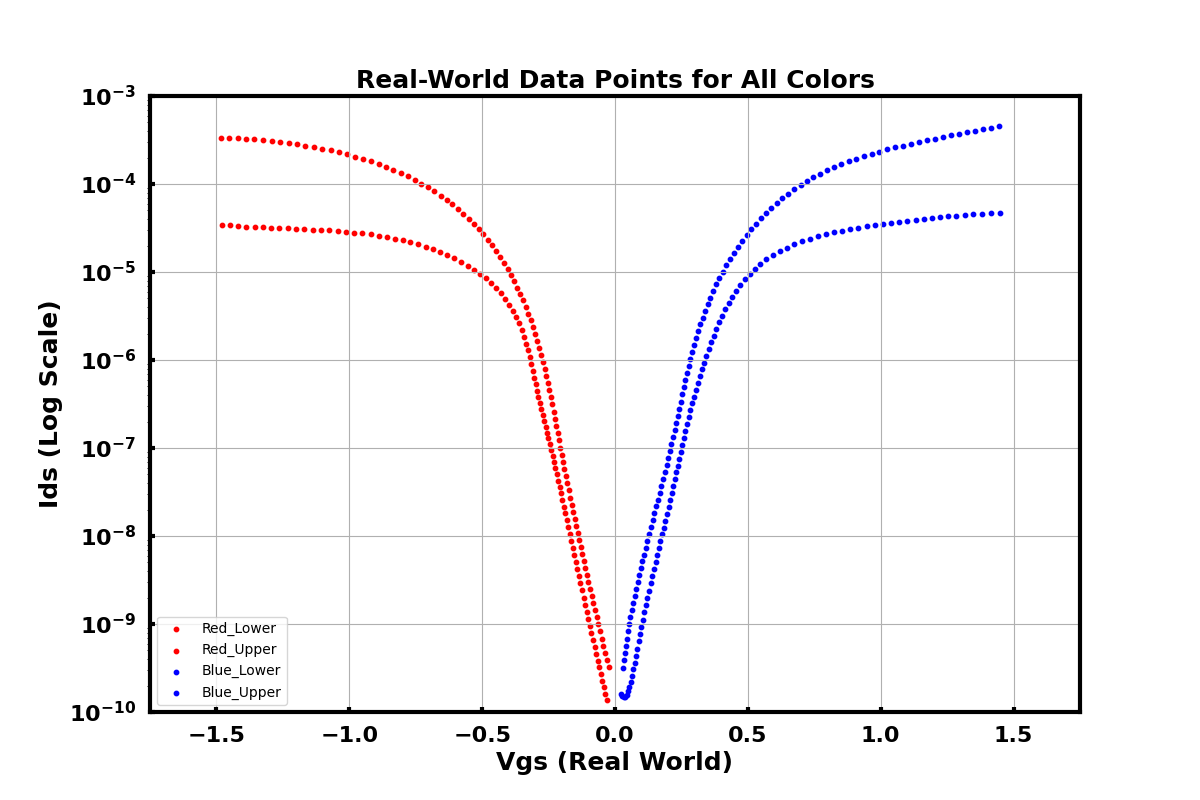 Real-World Data Points for All Colors
10⁻³
10⁻⁴
10⁻⁵
10⁻⁶
10⁻⁷
10⁻⁸
10⁻⁹
10⁻¹⁰
Ids (Log Scale)
Red_Lower
Red_Upper
Blue_Lower
Blue_Upper
−1.5 −1.0 −0.5 0.0 0.5 1.0 1.5
Vgs (Real World)